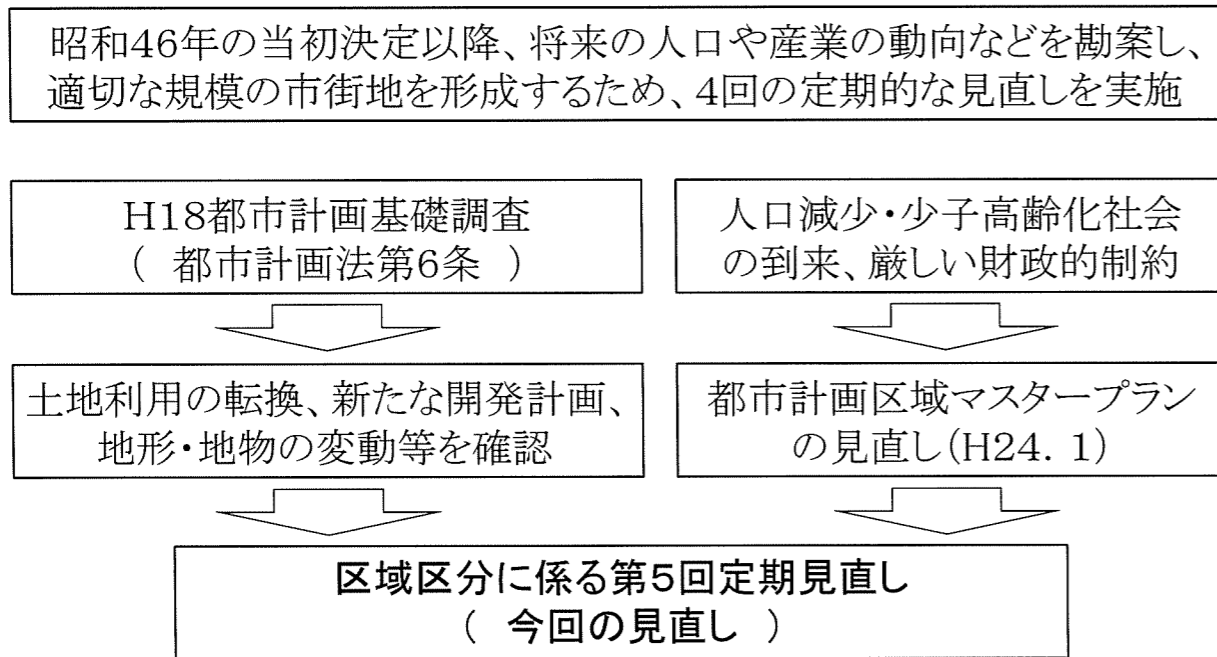 昭和46年の当初決定以降、将来の人口や産業の動向などを勘案し、
適切な規模の市街地を形成するため、4回の定期的な見直しを実施
H18都市計画基礎調査
( 都市計画法第6条 )
人口減少・少子高齢化社会
の到来、厳しい財政的制約
土地利用の転換、新たな開発計画、
地形・地物の変動等を確認
都市計画区域マスタープラン
の見直し(H24. 1)
区域区分に係る第5回定期見直し
( 今回の見直し )